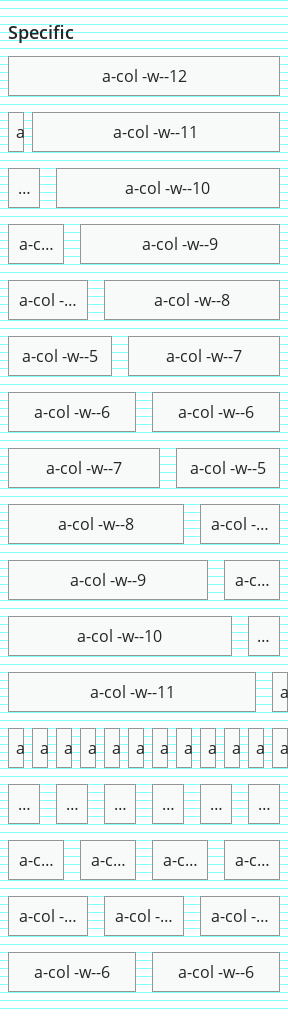 Specific
a-col -w--12
a a-col -w--11
... a-col -w--10
a-c... a-col -w--9
a-col -... a-col -w--8
a-col -w--5 a-col -w--7
a-col -w--6 a-col -w--6
a-col -w--7 a-col -w--5
a-col -w--8 a-col -...
a-col -w--9 a-c...
a-col -w--10 ...
a-col -w--11 a
a a a a a a a a a a a a
... ... ... ... ... ...
a-c... a-c... a-c... a-c...
a-col -... a-col -... a-col -...
a-col -w--6 a-col -w--6